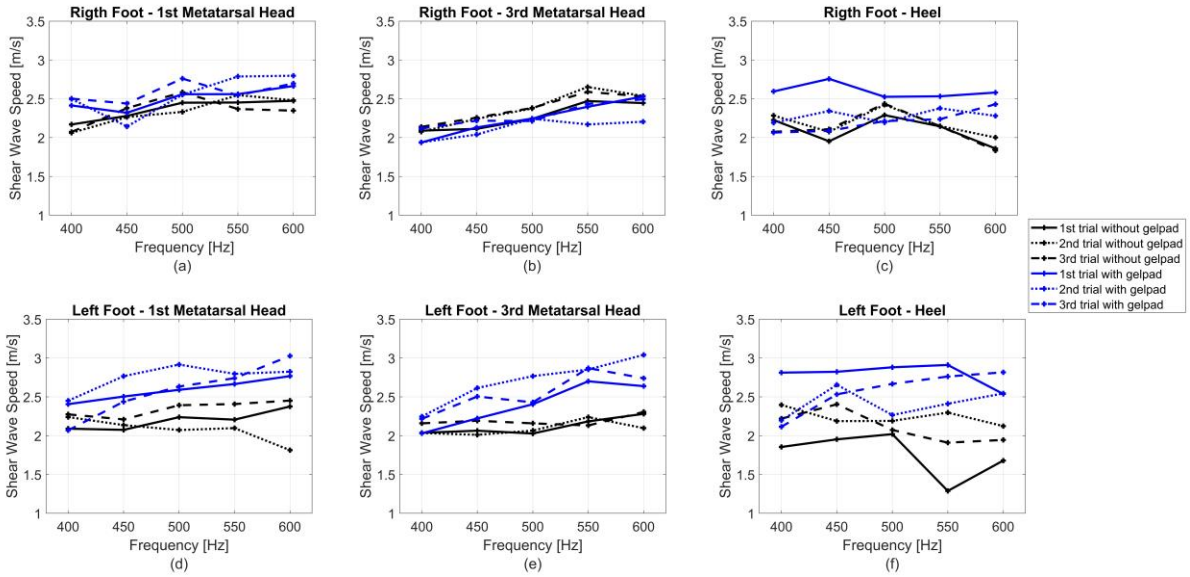 Rigth Foot - 1st Metatarsal Head
3.5
3
2.5
2
1.5
1
Shear Wave Speed [m/s]
400 450 500 550 600
Frequency [Hz]
(a)
Rigth Foot - 3rd Metatarsal Head
3.5
3
2.5
2
1.5
1
Shear Wave Speed [m/s]
400 450 500 550 600
Frequency [Hz]
(b)
Rigth Foot - Heel
3.5
3
2.5
2
1.5
1
Shear Wave Speed [m/s]
400 450 500 550 600
Frequency [Hz]
(c)
1st trial without gelpad
2nd trial without gelpad
3rd trial without gelpad
1st trial with gelpad
2nd trial with gelpad
3rd trial with gelpad
Left Foot - 1st Metatarsal Head
3.5
3
2.5
2
1.5
1
Shear Wave Speed [m/s]
400 450 500 550 600
Frequency [Hz]
(d)
Left Foot - 3rd Metatarsal Head
3.5
3
2.5
2
1.5
1
Shear Wave Speed [m/s]
400 450 500 550 600
Frequency [Hz]
(e)
Left Foot - Heel
3.5
3
2.5
2
1.5
1
Shear Wave Speed [m/s]
400 450 500 550 600
Frequency [Hz]
(f)